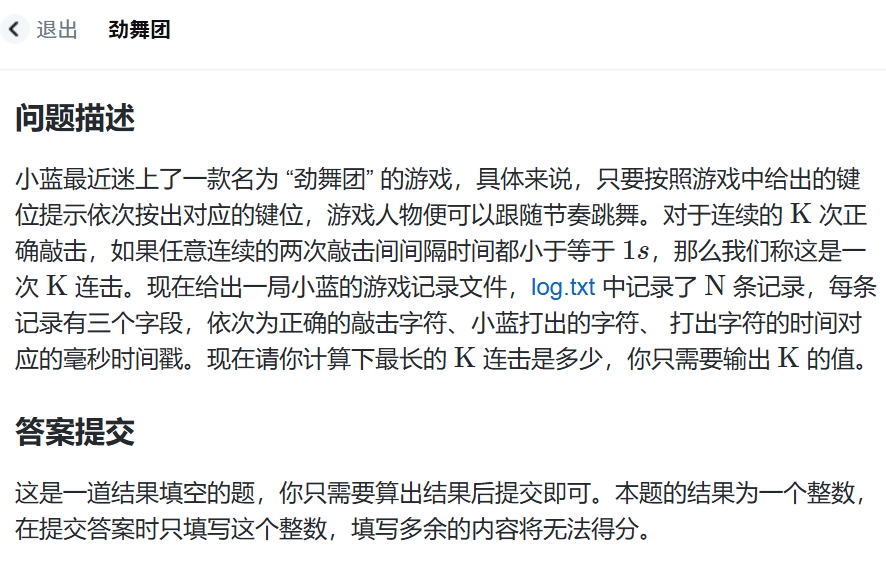 退出 劲舞团
问题描述
小蓝最近迷上了一款名为 “劲舞团” 的游戏，具体来说，只要按照游戏中给出的键
位提示依次按出对应的键位，游戏人物便可以跟随节奏跳舞。对于连续的 K 次正
确敲击，如果任意连续的两次敲击间间隔时间都小于等于 1s，那么我们称这是一
次 K 连击。现在给出一局小蓝的游戏记录文件，log.txt 中记录了 N 条记录，每条
记录有三个字段，依次为正确的敲击字符、小蓝打出的字符、 打出字符的时间对
应的毫秒时间戳。现在请你计算下最长的 K 连击是多少，你只需要输出 K 的值。
答案提交
这是一道结果填空的题，你只需要算出结果后提交即可。本题的结果为一个整数，
在提交答案时只填写这个整数，填写多余的内容将无法得分。